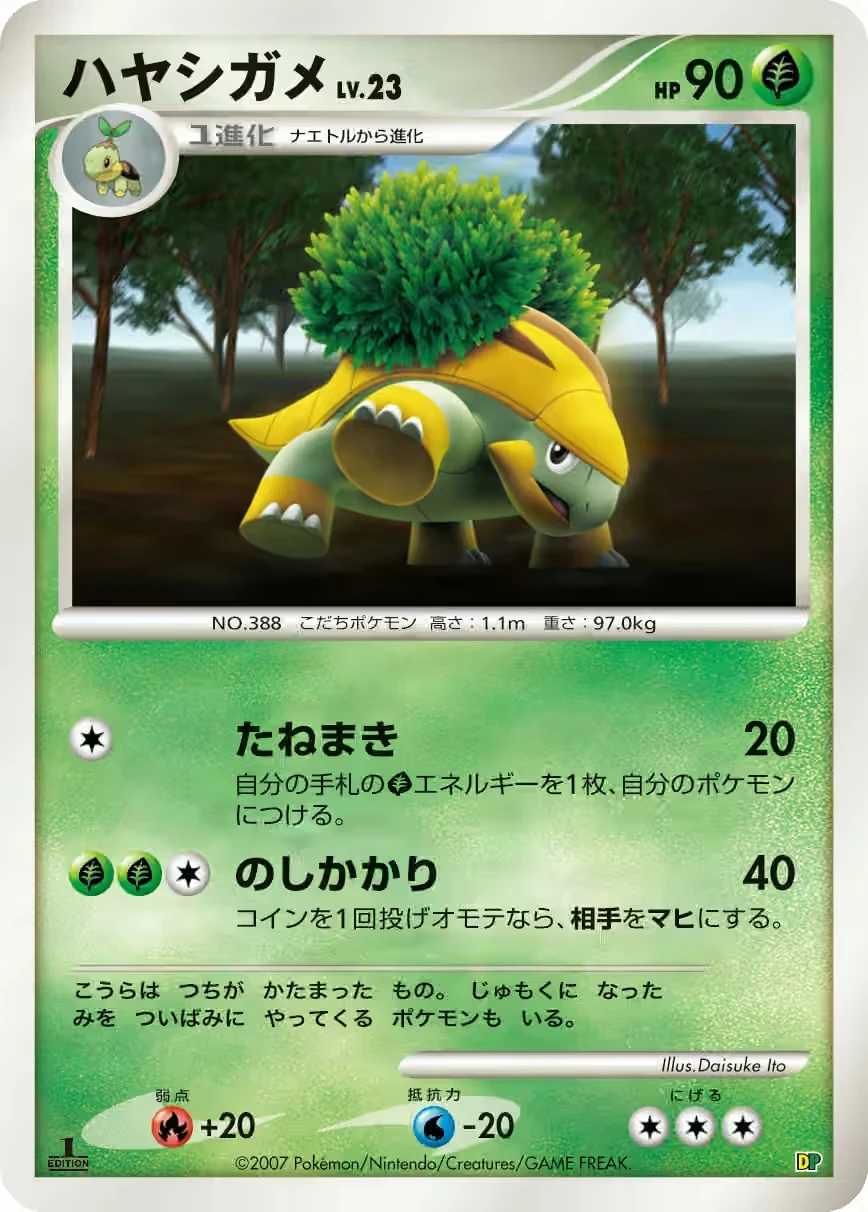 ハヤシガメ LV.23 HP 90
1進化 ナエトルから進化
NO.388 こだちポケモン 高さ:1.1m 重さ:97.0kg
たねまき 20
自分の手札のエネルギーを1枚、自分のポケモン
につける。
のしかかり 40
コインを1回投げオモテなら、相手をマヒにする。
こうらは つちが かたまった もの。 じゅもくに なった
みを ついばみに やってくる ポケモンも いる。
Illus.Daisuke Ito
弱点 抵抗力 にげる
+20 -20
1
EDITION
©2007 Pokémon/Nintendo/Creatures/GAME FREAK.
DP